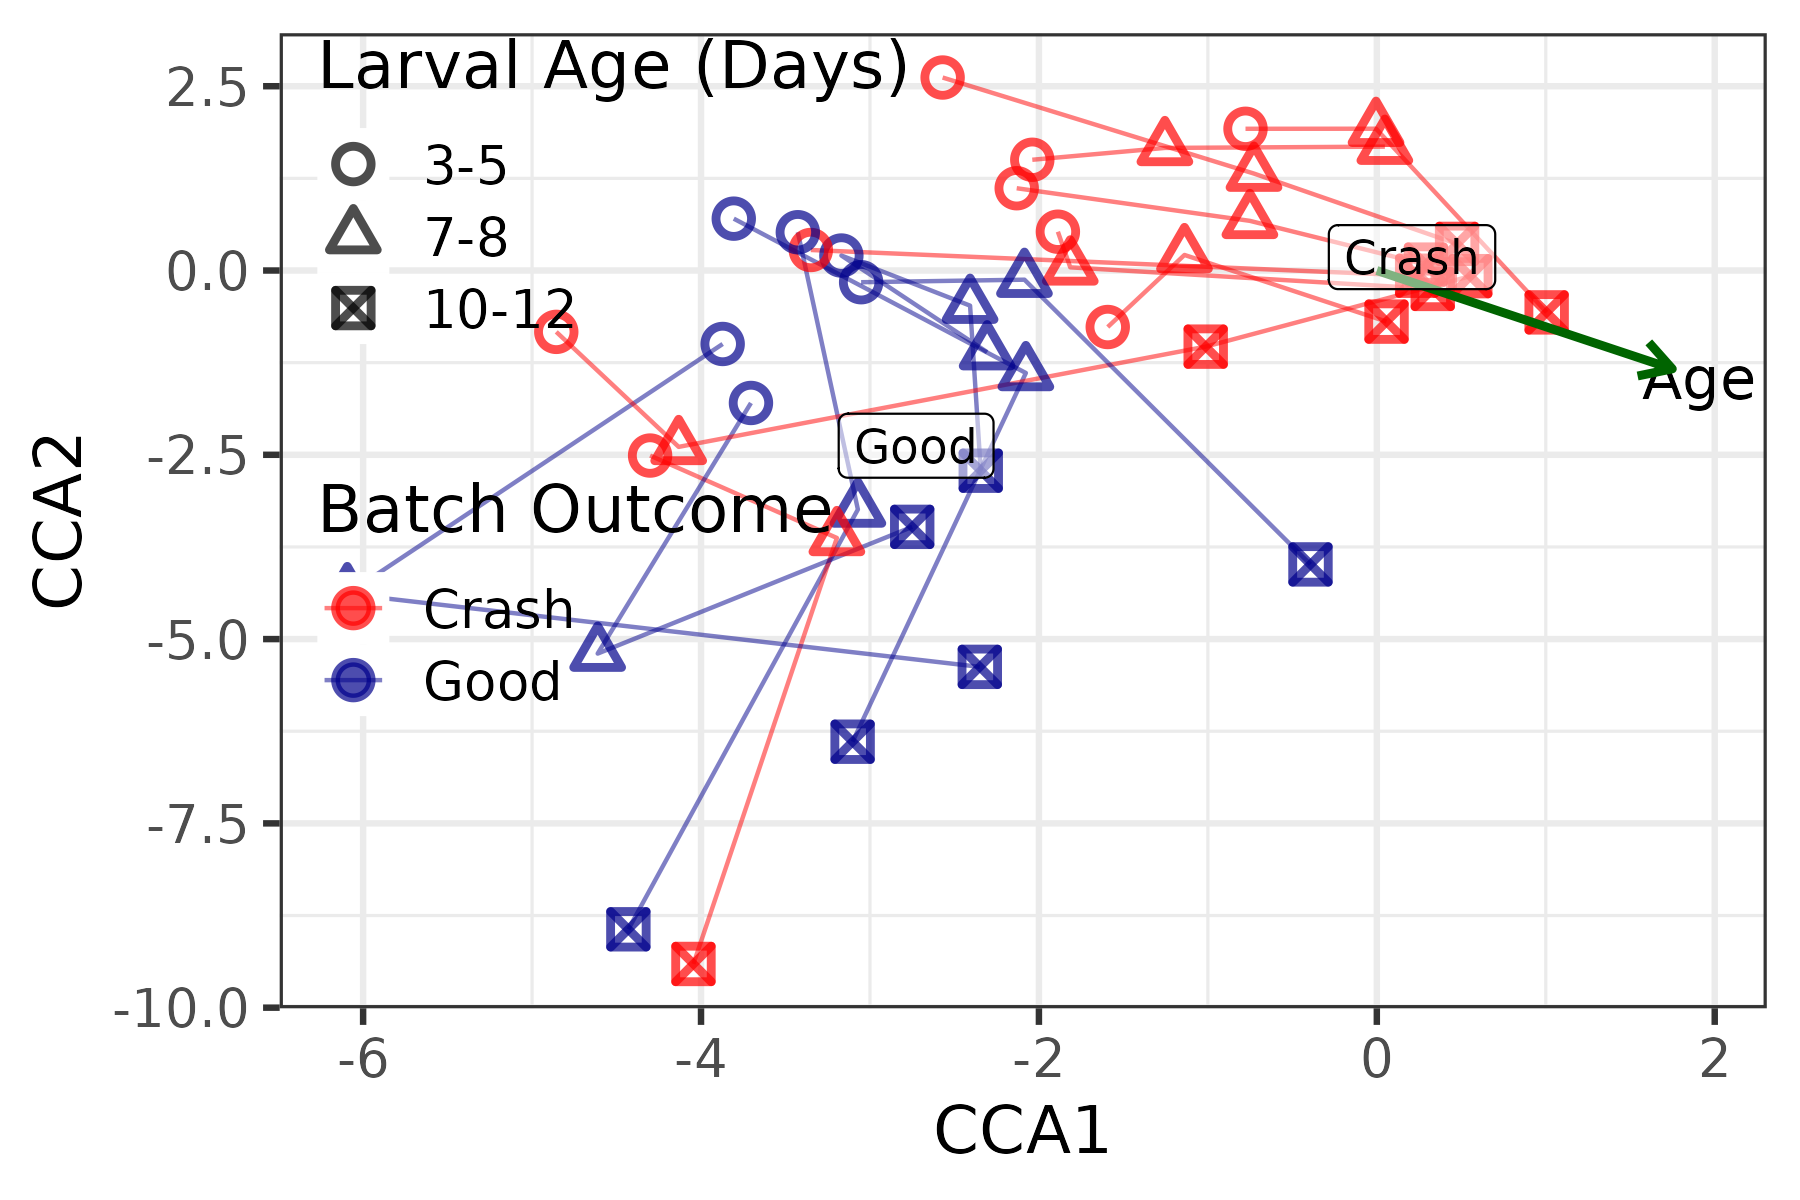 Larval Age (Days)
3-5
7-8
10-12
Batch Outcome
Crash
Good
Crash
Good
Age
2.5
0.0
-2.5
-5.0
-7.5
-10.0
CCA2
-6
-4
-2
0
2
CCA1